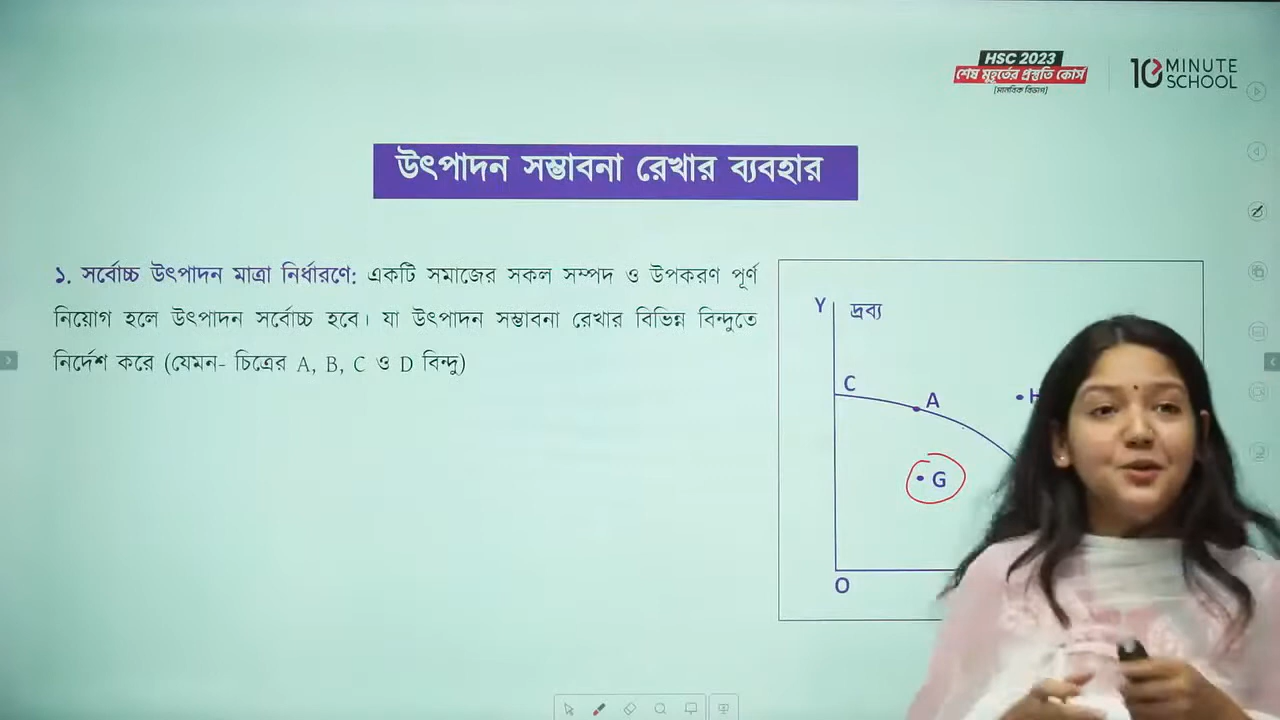 HSC 2023
শেষ মুহূর্তের প্রস্তুতি কোর্স
[মানবিক বিভাগ]
10 MINUTE SCHOOL
উৎপাদন সম্ভাবনা রেখার ব্যবহার
১. সর্বোচ্চ উৎপাদন মাত্রা নির্ধারণে: একটি সমাজের সকল সম্পদ ও উপকরণ পূর্ণ
নিয়োগ হলে উৎপাদন সর্বোচ্চ হবে। যা উৎপাদন সম্ভাবনা রেখার বিভিন্ন বিন্দুতে
নির্দেশ করে (যেমন- চিত্রের A, B, C ও D বিন্দু)
Y দ্রব্য
C
A
H
G
O